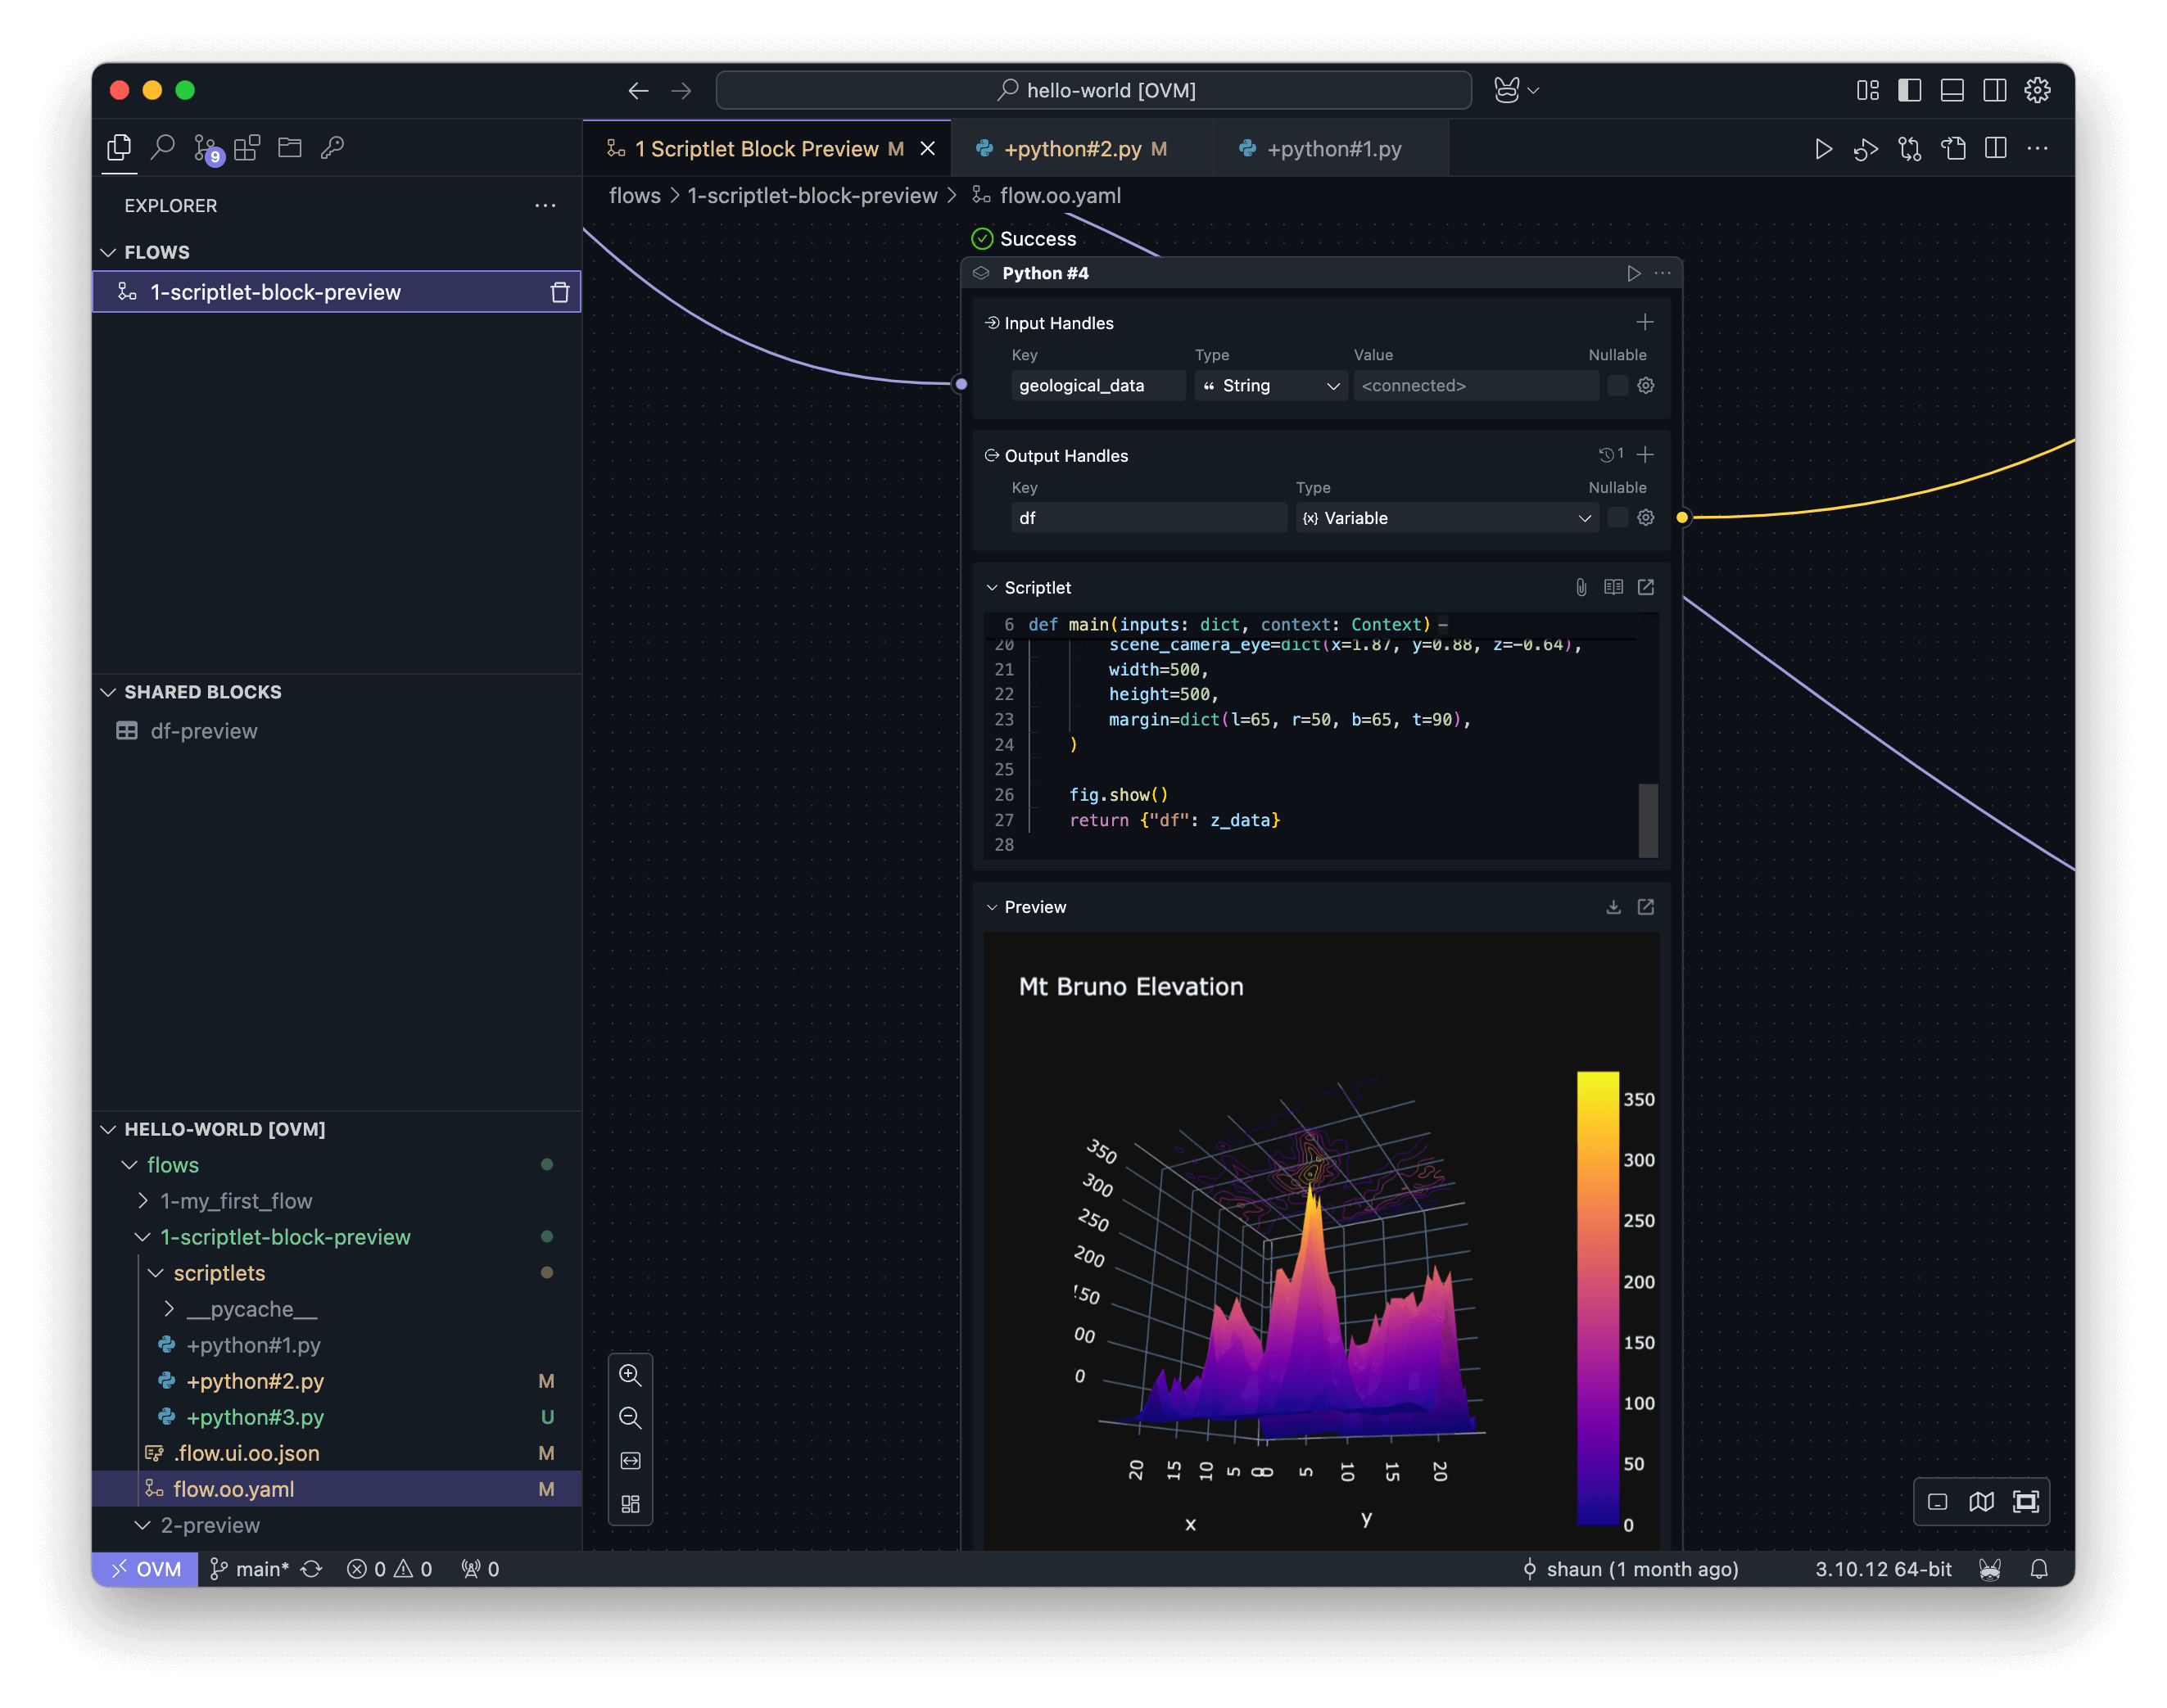 hello-world [OVM]
9
1 Scriptlet Block Preview M
+python#2.py M
+python#1.py
EXPLORER
flows > 1-scriptlet-block-preview > flow.oo.yaml
FLOWS
1-scriptlet-block-preview
Success
Python #4
Input Handles
Key Type Value Nullable
geological_data String <connected>
Output Handles 1
Key Type Nullable
df {x} Variable
Scriptlet
6 def main(inputs: dict, context: Context)
20 scene_camera_eye=dict(x=1.87, y=0.88, z=-0.64),
21 width=500,
22 height=500,
23 margin=dict(l=65, r=50, b=65, t=90),
24 )
25
26 fig.show()
27 return {"df": z_data}
28
SHARED BLOCKS
df-preview
Preview
Mt Bruno Elevation
350
300
250
200
150
100
50
0
350
300
250
200
20 15 10 5 0
0 5 10 15 20
x
y
HELLO-WORLD [OVM]
flows
1-my_first_flow
1-scriptlet-block-preview
scriptlets
__pycache__
+python#1.py
+python#2.py M
+python#3.py U
.flow.ui.oo.json M
flow.oo.yaml M
2-preview
OVM main* 0 0 0
shaun (1 month ago) 3.10.12 64-bit